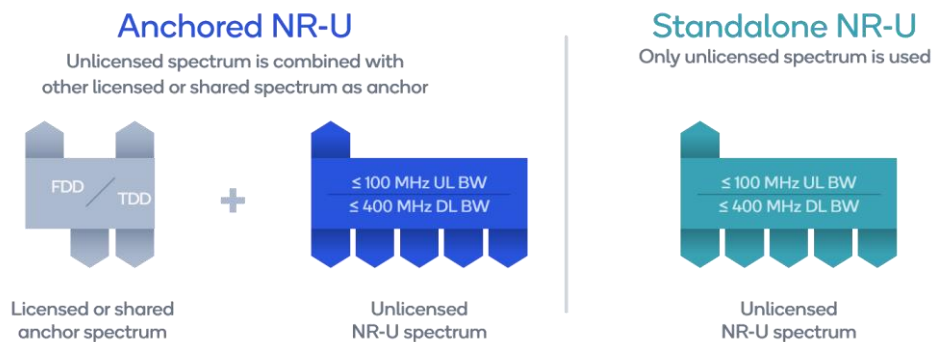 Anchored NR-U
Unlicensed spectrum is combined with
other licensed or shared spectrum as anchor
FDD
TDD
+
≤ 100 MHz UL BW
≤ 400 MHz DL BW
Licensed or shared
anchor spectrum
Unlicensed
NR-U spectrum
Standalone NR-U
Only unlicensed spectrum is used
≤ 100 MHz UL BW
≤ 400 MHz DL BW
Unlicensed
NR-U spectrum